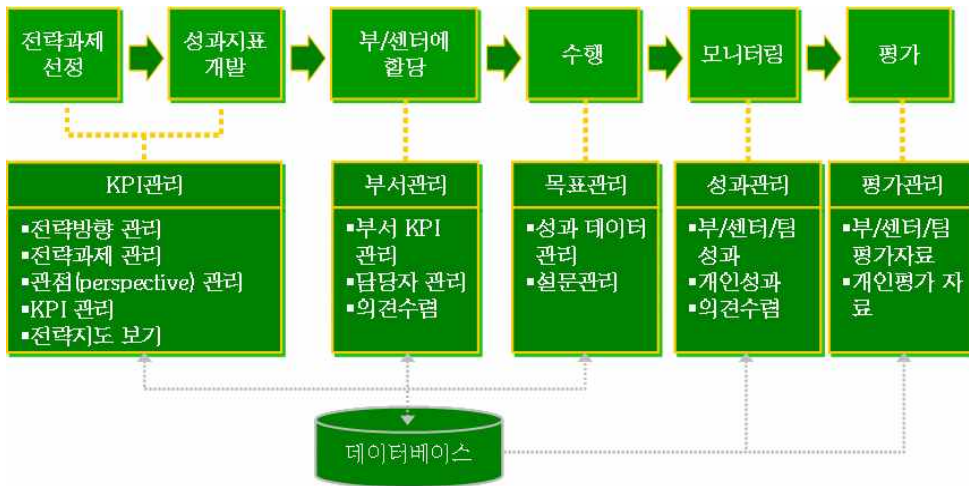 전략과제
선정
성과지표
개발
부/센터에
할당
수행
모니터링
평가
KPI관리
▪전략방향 관리
▪전략과제 관리
▪관점(perspective) 관리
▪KPI 관리
▪전략지도 보기
부서관리
▪부서 KPI
관리
▪담당자 관리
▪의견수렴
목표관리
▪성과 데이터
관리
▪설문관리
성과관리
▪부/센터/팀
성과
▪개인성과
▪의견수렴
평가관리
▪부/센터/팀
평가자료
▪개인평가 자
료
데이터베이스